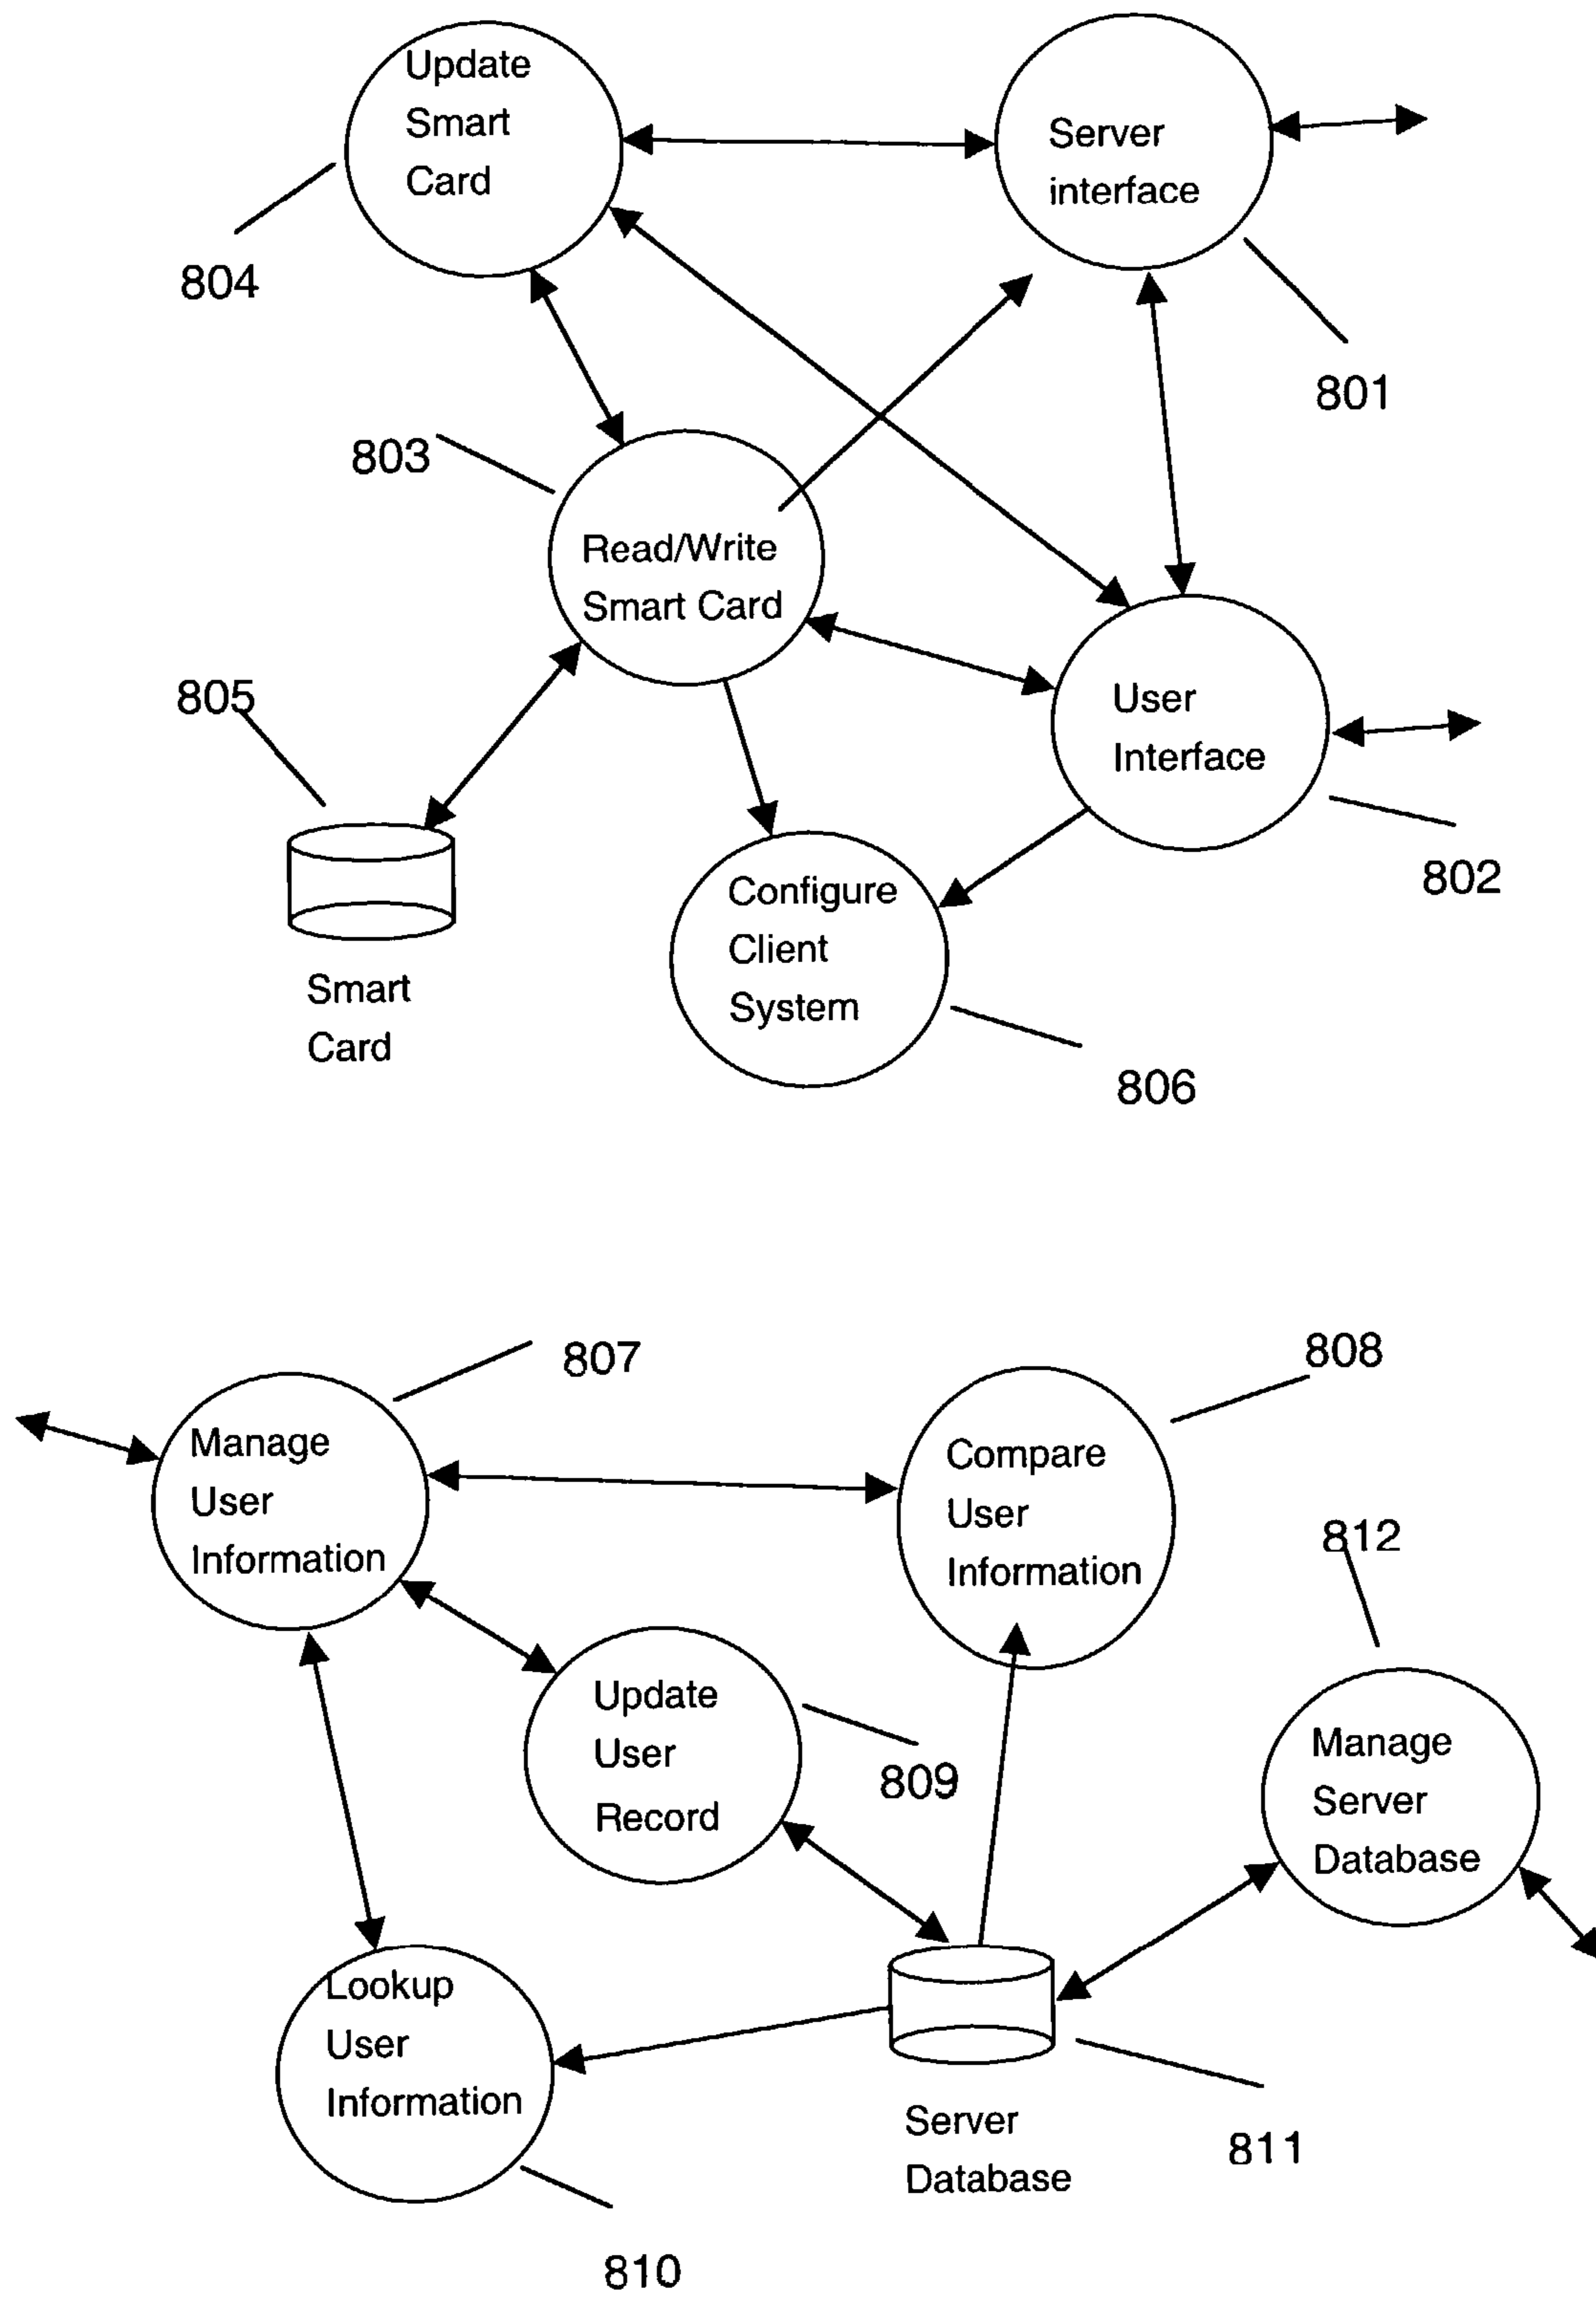 Update
Smart
Card
Server
interface
804
801
803
Read/Write
Smart Card
805
User
Interface
802
Configure
Client
System
Smart
Card
806
807
808
Manage
User
Information
Compare
User
Information
812
Update
User
Record
809
Manage
Server
Database
Lookup
User
Information
Server
Database
811
810